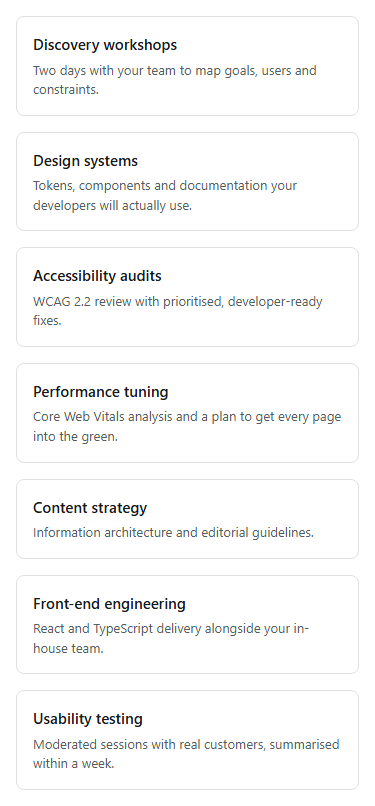 Discovery workshops
Two days with your team to map goals, users and
constraints.
Design systems
Tokens, components and documentation your
developers will actually use.
Accessibility audits
WCAG 2.2 review with prioritised, developer-ready
fixes.
Performance tuning
Core Web Vitals analysis and a plan to get every page
into the green.
Content strategy
Information architecture and editorial guidelines.
Front-end engineering
React and TypeScript delivery alongside your in-
house team.
Usability testing
Moderated sessions with real customers, summarised
within a week.